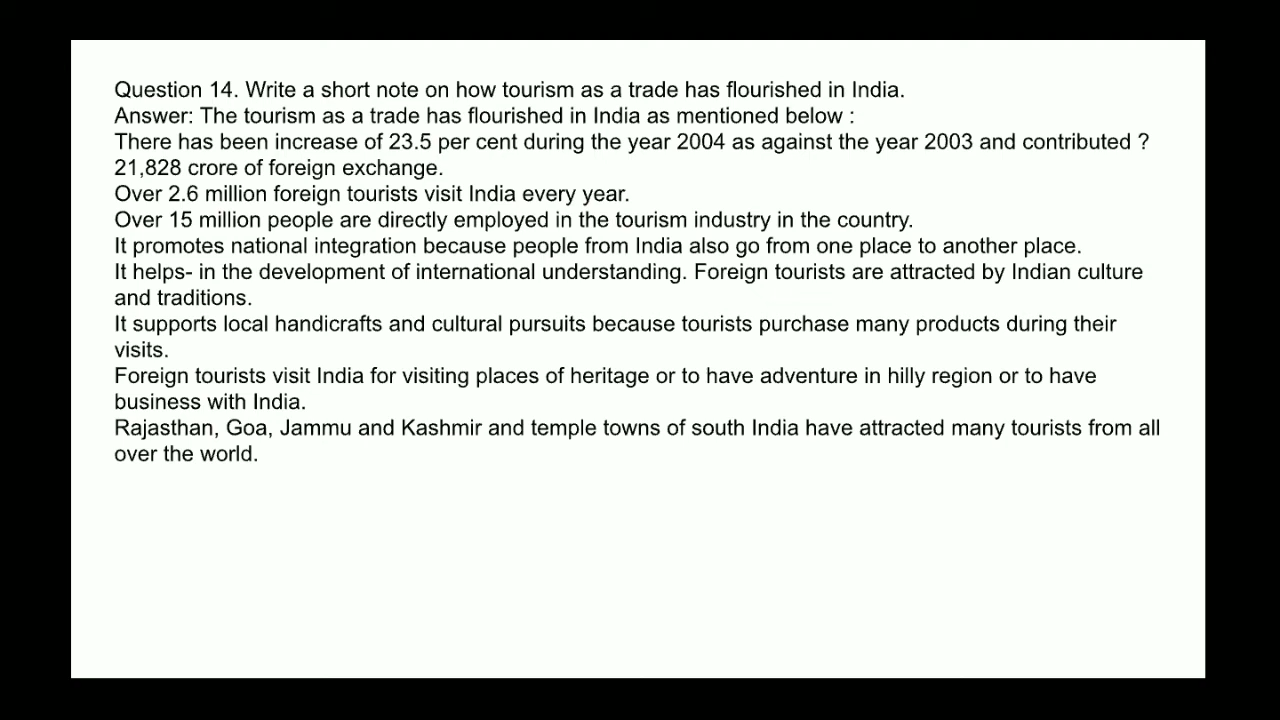 Question 14. Write a short note on how tourism as a trade has flourished in India.
Answer: The tourism as a trade has flourished in India as mentioned below :
There has been increase of 23.5 per cent during the year 2004 as against the year 2003 and contributed ?
21,828 crore of foreign exchange.
Over 2.6 million foreign tourists visit India every year.
Over 15 million people are directly employed in the tourism industry in the country.
It promotes national integration because people from India also go from one place to another place.
It helps- in the development of international understanding. Foreign tourists are attracted by Indian culture
and traditions.
It supports local handicrafts and cultural pursuits because tourists purchase many products during their
visits.
Foreign tourists visit India for visiting places of heritage or to have adventure in hilly region or to have
business with India.
Rajasthan, Goa, Jammu and Kashmir and temple towns of south India have attracted many tourists from all
over the world.